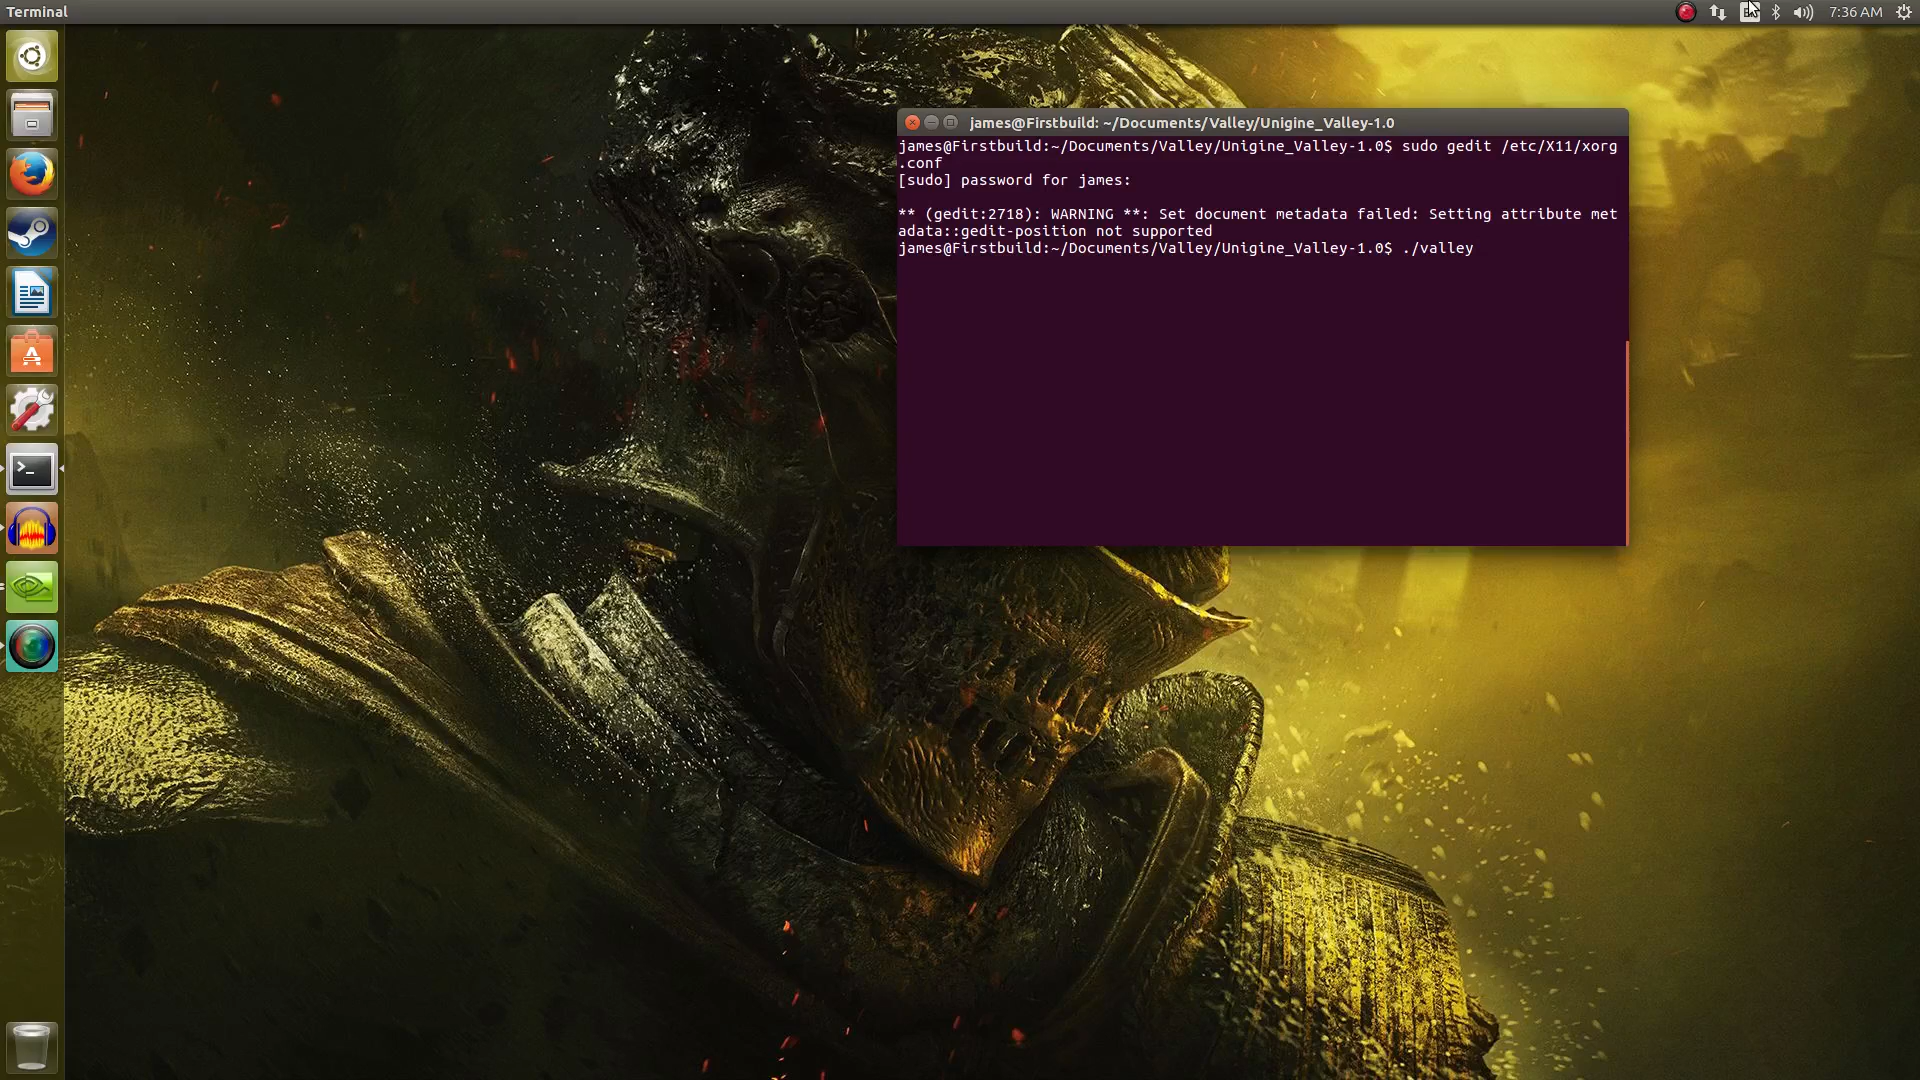 Terminal
7:36 AM
james@Firstbuild: ~/Documents/Valley/Unigine_Valley-1.0
james@Firstbuild:~/Documents/Valley/Unigine_Valley-1.0$ sudo gedit /etc/X11/xorg
.conf
[sudo] password for james:
** (gedit:2718): WARNING **: Set document metadata failed: Setting attribute met
adata::gedit-position not supported
james@Firstbuild:~/Documents/Valley/Unigine_Valley-1.0$ ./valley